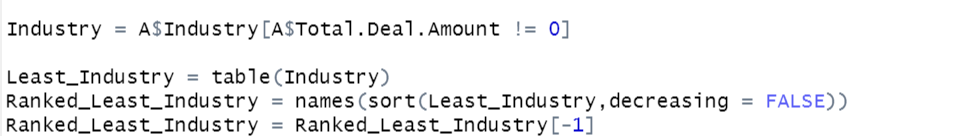 Industry = A$Industry[A$Total.Deal.Amount != 0]
Least_Industry = table(Industry)
Ranked_Least_Industry = names(sort(Least_Industry,decreasing = FALSE))
Ranked_Least_Industry = Ranked_Least_Industry[-1]